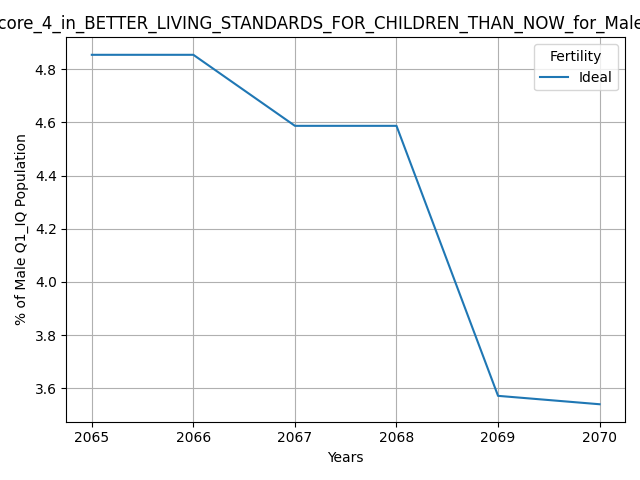 core_4_in_BETTER_LIVING_STANDARDS_FOR_CHILDREN_THAN_NOW_for_Male
Fertility
Ideal
% of Male Q1_IQ Population
4.8
4.6
4.4
4.2
4.0
3.8
3.6
2065 2066 2067 2068 2069 2070
Years